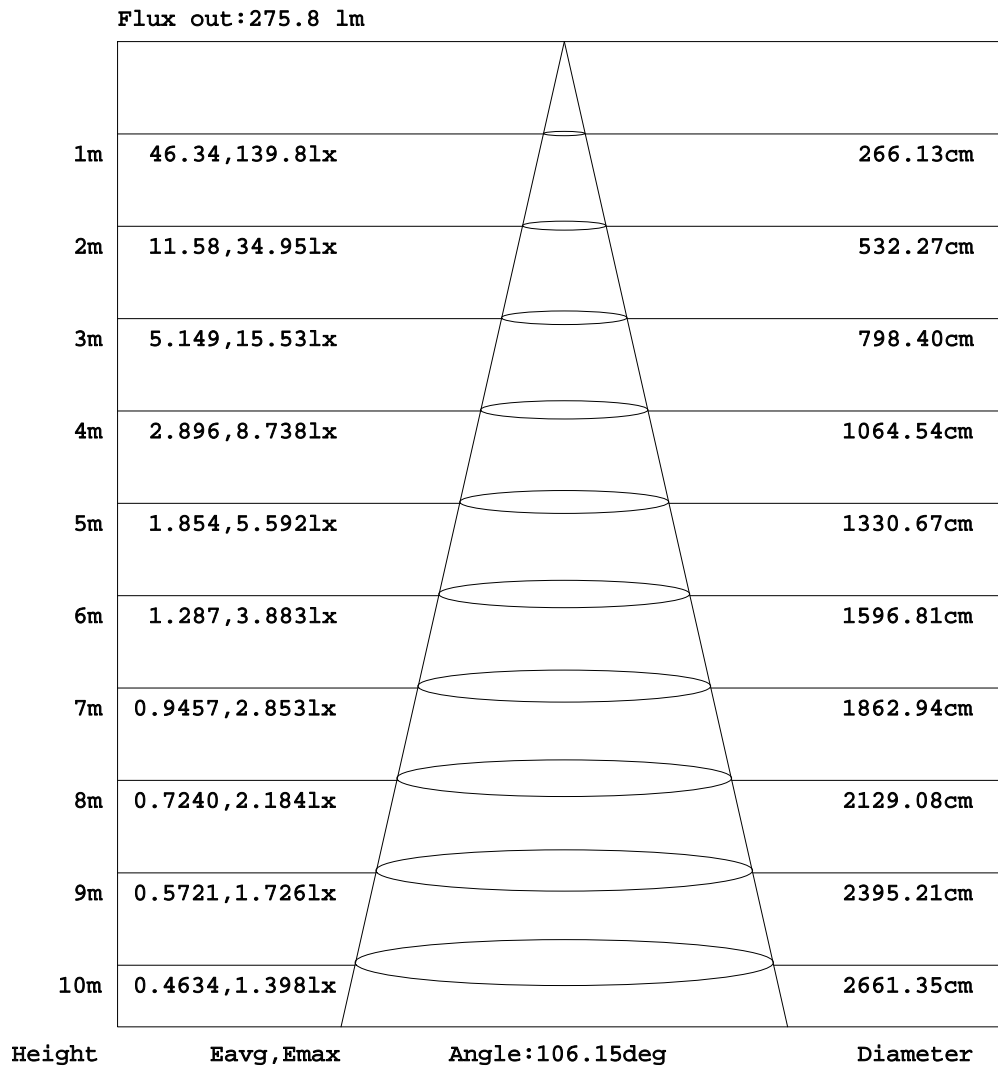 Flux out:275.8 lm
1m 46.34,139.8lx 266.13cm
2m 11.58,34.95lx 532.27cm
3m 5.149,15.53lx 798.40cm
4m 2.896,8.738lx 1064.54cm
5m 1.854,5.592lx 1330.67cm
6m 1.287,3.883lx 1596.81cm
7m 0.9457,2.853lx 1862.94cm
8m 0.7240,2.184lx 2129.08cm
9m 0.5721,1.726lx 2395.21cm
10m 0.4634,1.398lx 2661.35cm
Height Eavg,Emax Angle:106.15deg Diameter